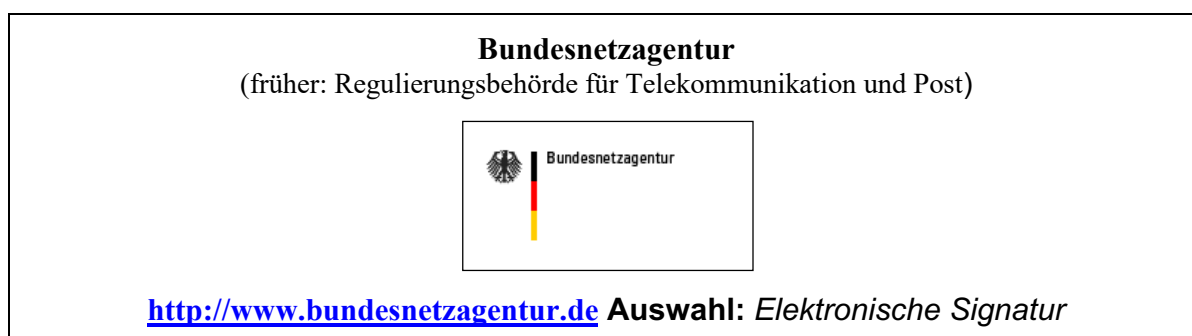 Bundesnetzagentur
(früher: Regulierungsbehörde für Telekommunikation und Post)
Bundesnetzagentur
http://www.bundesnetzagentur.de Auswahl: Elektronische Signatur